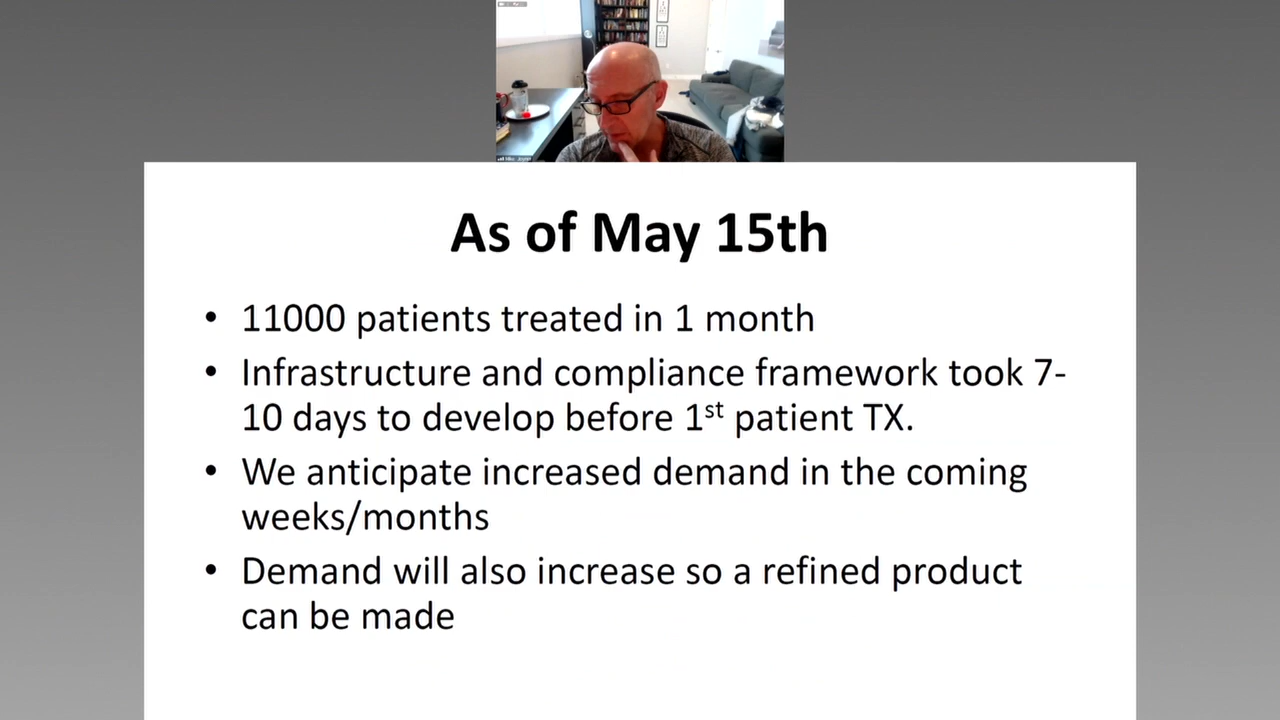 As of May 15th
• 11000 patients treated in 1 month
• Infrastructure and compliance framework took 7-
10 days to develop before 1st patient TX.
• We anticipate increased demand in the coming
weeks/months
• Demand will also increase so a refined product
can be made